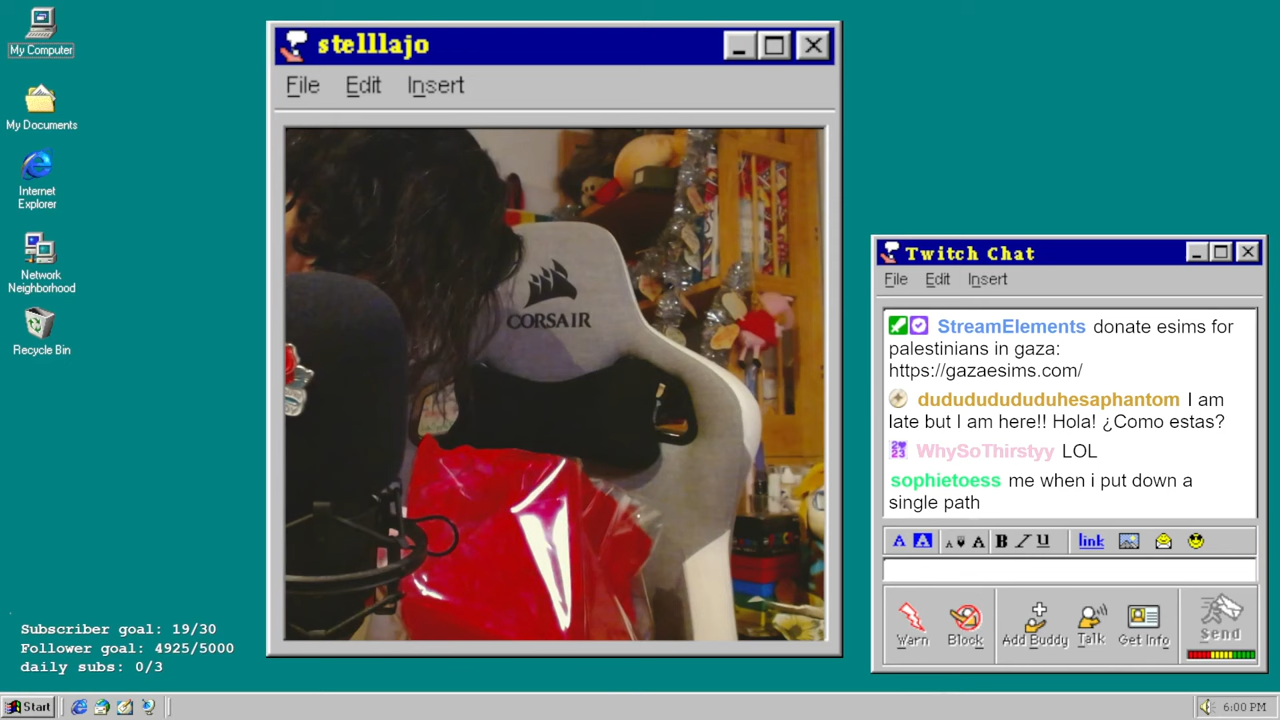 My Computer
My Documents
Internet
Explorer
Network
Neighborhood
Recycle Bin
Subscriber goal: 19/30
Follower goal: 4925/5000
daily subs: 0/3
stelllajo
File Edit Insert
CORSAIR
Twitch Chat
File Edit Insert
StreamElements donate esims for
palestinians in gaza:
https://gazaesims.com/
dudududududuhesaphantom I am
late but I am here!! Hola! ¿Como estas?
WhySoThirstyy LOL
sophietoess me when i put down a
single path
A A A A B I U link
Warn Block Add Buddy Talk Get Info Send
Start 6:00 PM